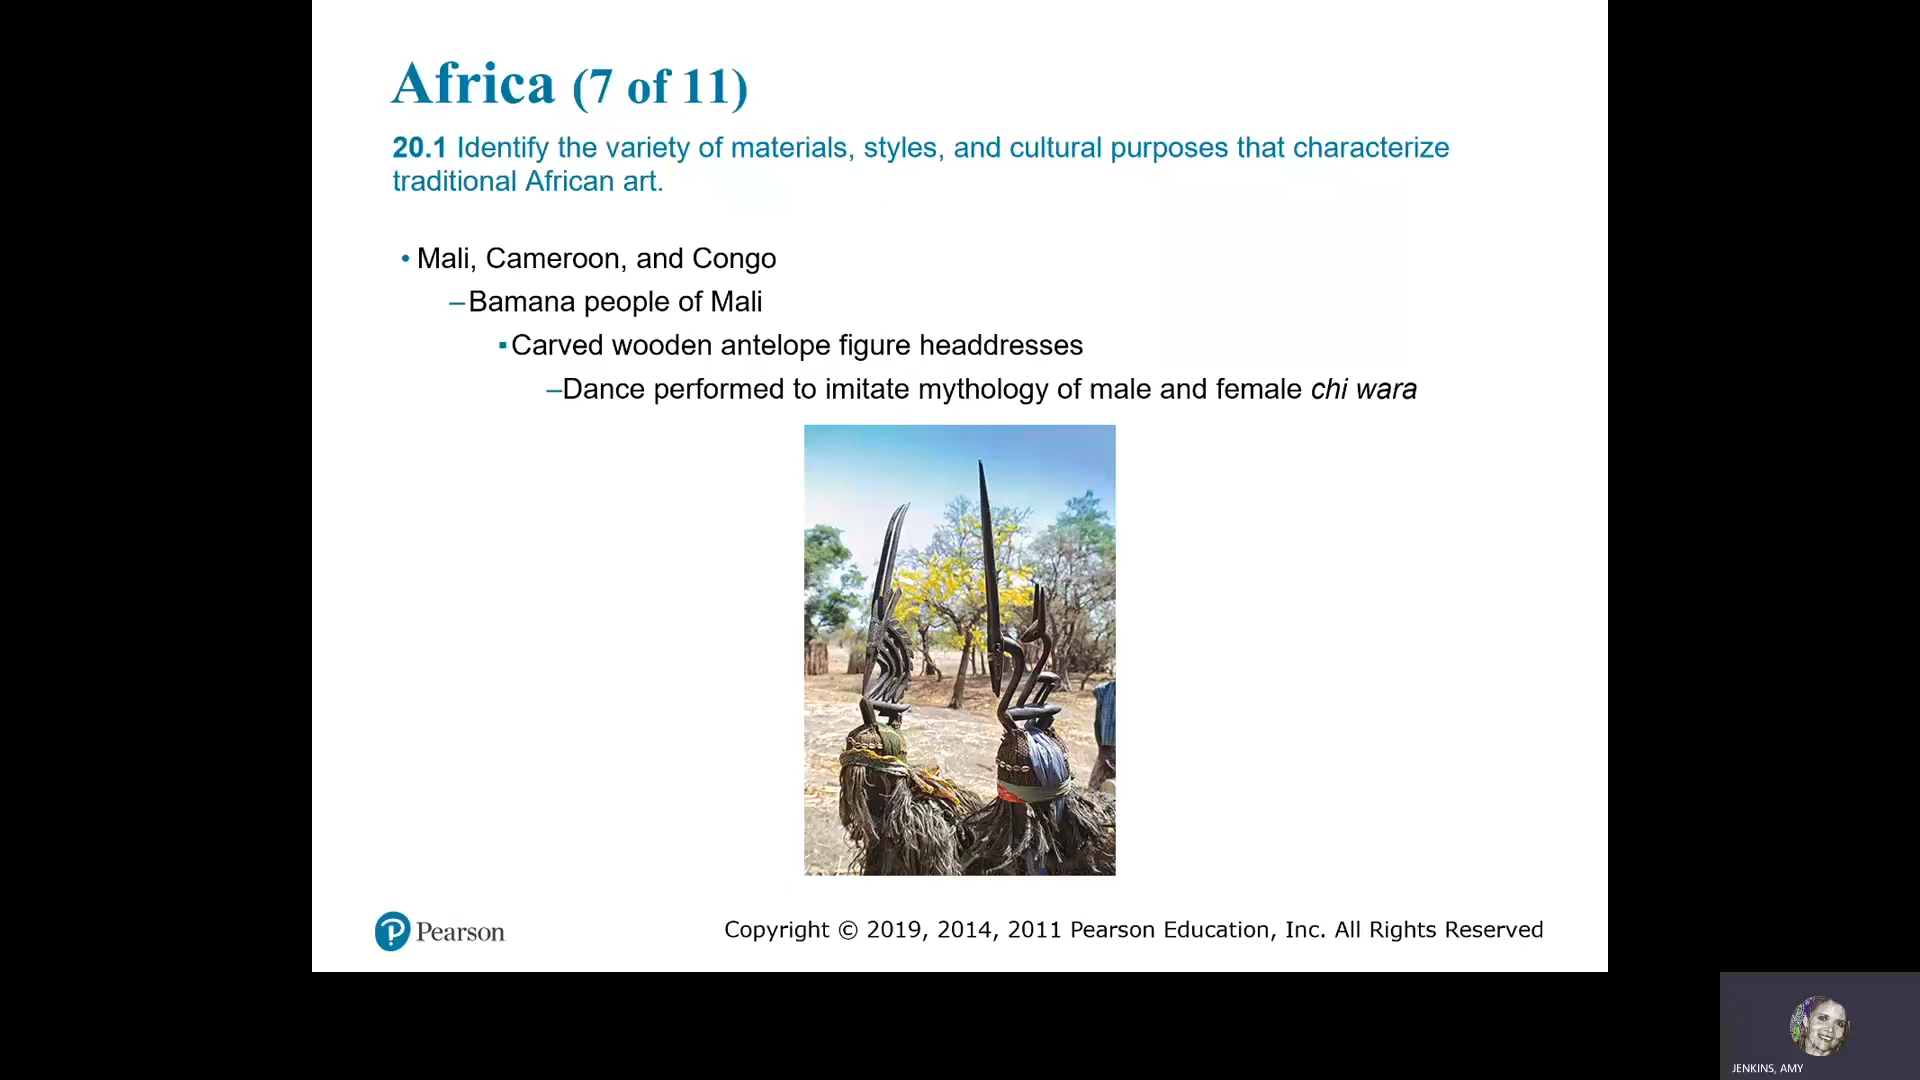 Africa (7 of 11)
20.1 Identify the variety of materials, styles, and cultural purposes that characterize
traditional African art.
• Mali, Cameroon, and Congo
–Bamana people of Mali
▪Carved wooden antelope figure headdresses
–Dance performed to imitate mythology of male and female chi wara
Pearson
Copyright © 2019, 2014, 2011 Pearson Education, Inc. All Rights Reserved
JENKINS, AMY